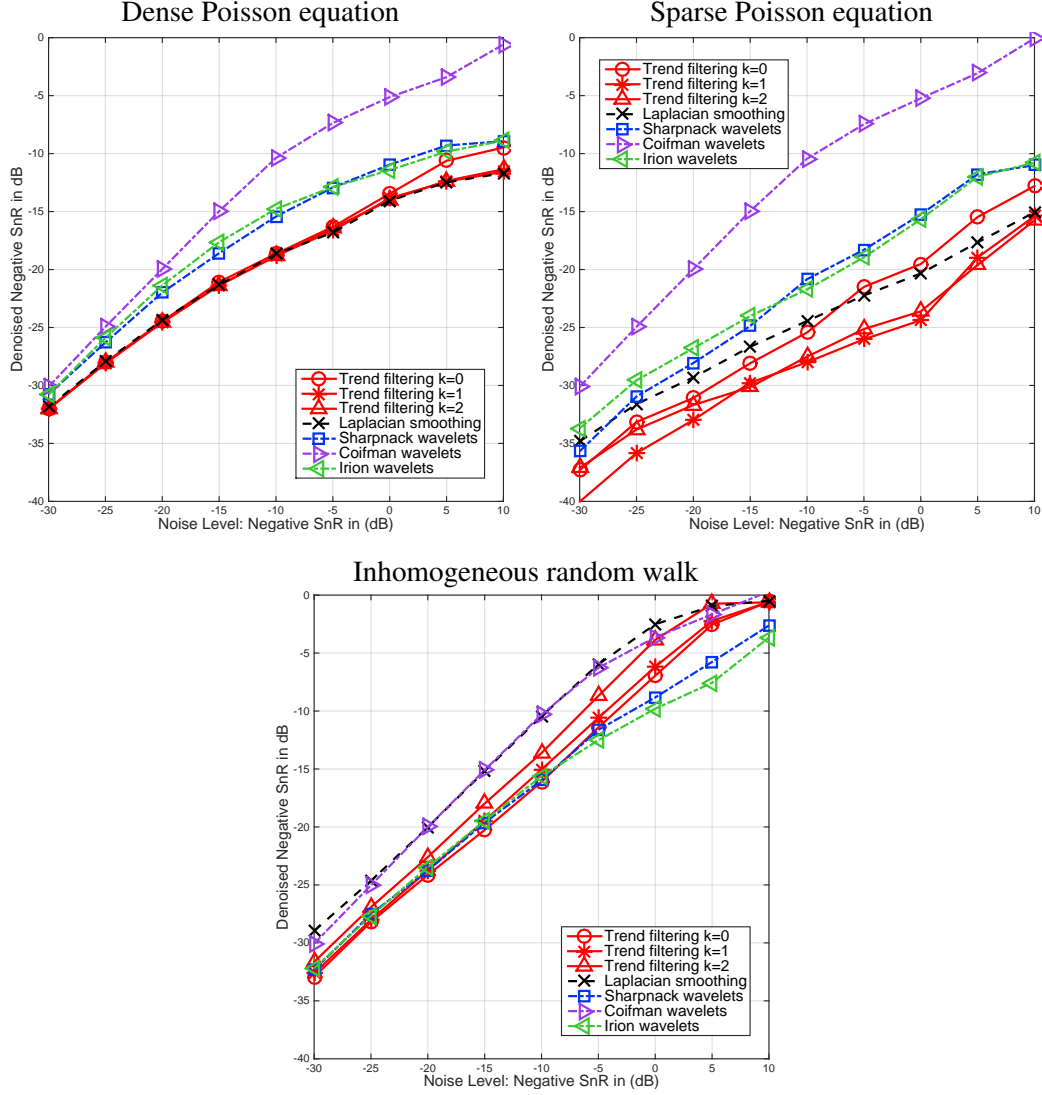 Dense Poisson equation
0
-5
-10
-15
-20
-25
-30
-35
-40
Denoised Negative SnR in dB
Trend filtering k=0
Trend filtering k=1
Trend filtering k=2
Laplacian smoothing
Sharpnack wavelets
Coifman wavelets
Irion wavelets
-30 -25 -20 -15 -10 -5 0 5 10
Noise Level: Negative SnR in (dB)
Sparse Poisson equation
0
-5
-10
-15
-20
-25
-30
-35
-40
Denoised Negative SnR in dB
Trend filtering k=0
Trend filtering k=1
Trend filtering k=2
Laplacian smoothing
Sharpnack wavelets
Coifman wavelets
Irion wavelets
-30 -25 -20 -15 -10 -5 0 5 10
Noise Level: Negative SnR in (dB)
Inhomogeneous random walk
0
-5
-10
-15
-20
-25
-30
-35
-40
Denoised Negative SnR in dB
Trend filtering k=0
Trend filtering k=1
Trend filtering k=2
Laplacian smoothing
Sharpnack wavelets
Coifman wavelets
Irion wavelets
-30 -25 -20 -15 -10 -5 0 5 10
Noise Level: Negative SnR in (dB)